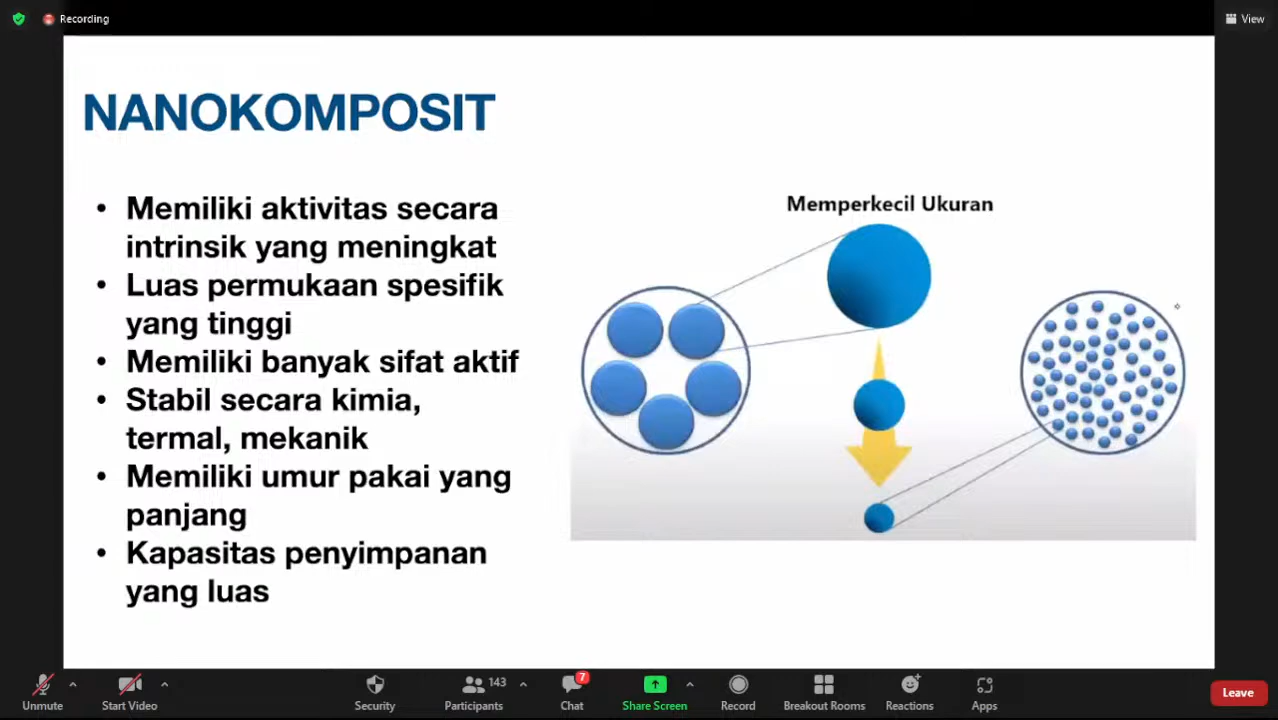 Recording
View
NANOKOMPOSIT
• Memiliki aktivitas secara
intrinsik yang meningkat
• Luas permukaan spesifik
yang tinggi
• Memiliki banyak sifat aktif
• Stabil secara kimia,
termal, mekanik
• Memiliki umur pakai yang
panjang
• Kapasitas penyimpanan
yang luas
Memperkecil Ukuran
143
7
Unmute
Start Video
Security
Participants
Chat
Share Screen
Record
Breakout Rooms
Reactions
Apps
Leave